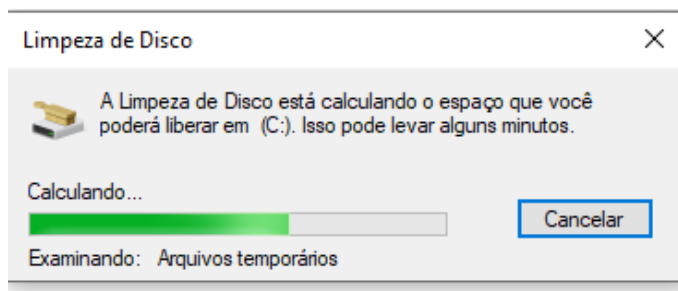 Limpeza de Disco
A Limpeza de Disco está calculando o espaço que você
poderá liberar em (C:). Isso pode levar alguns minutos.
Calculando...
Cancelar
Examinando: Arquivos temporários